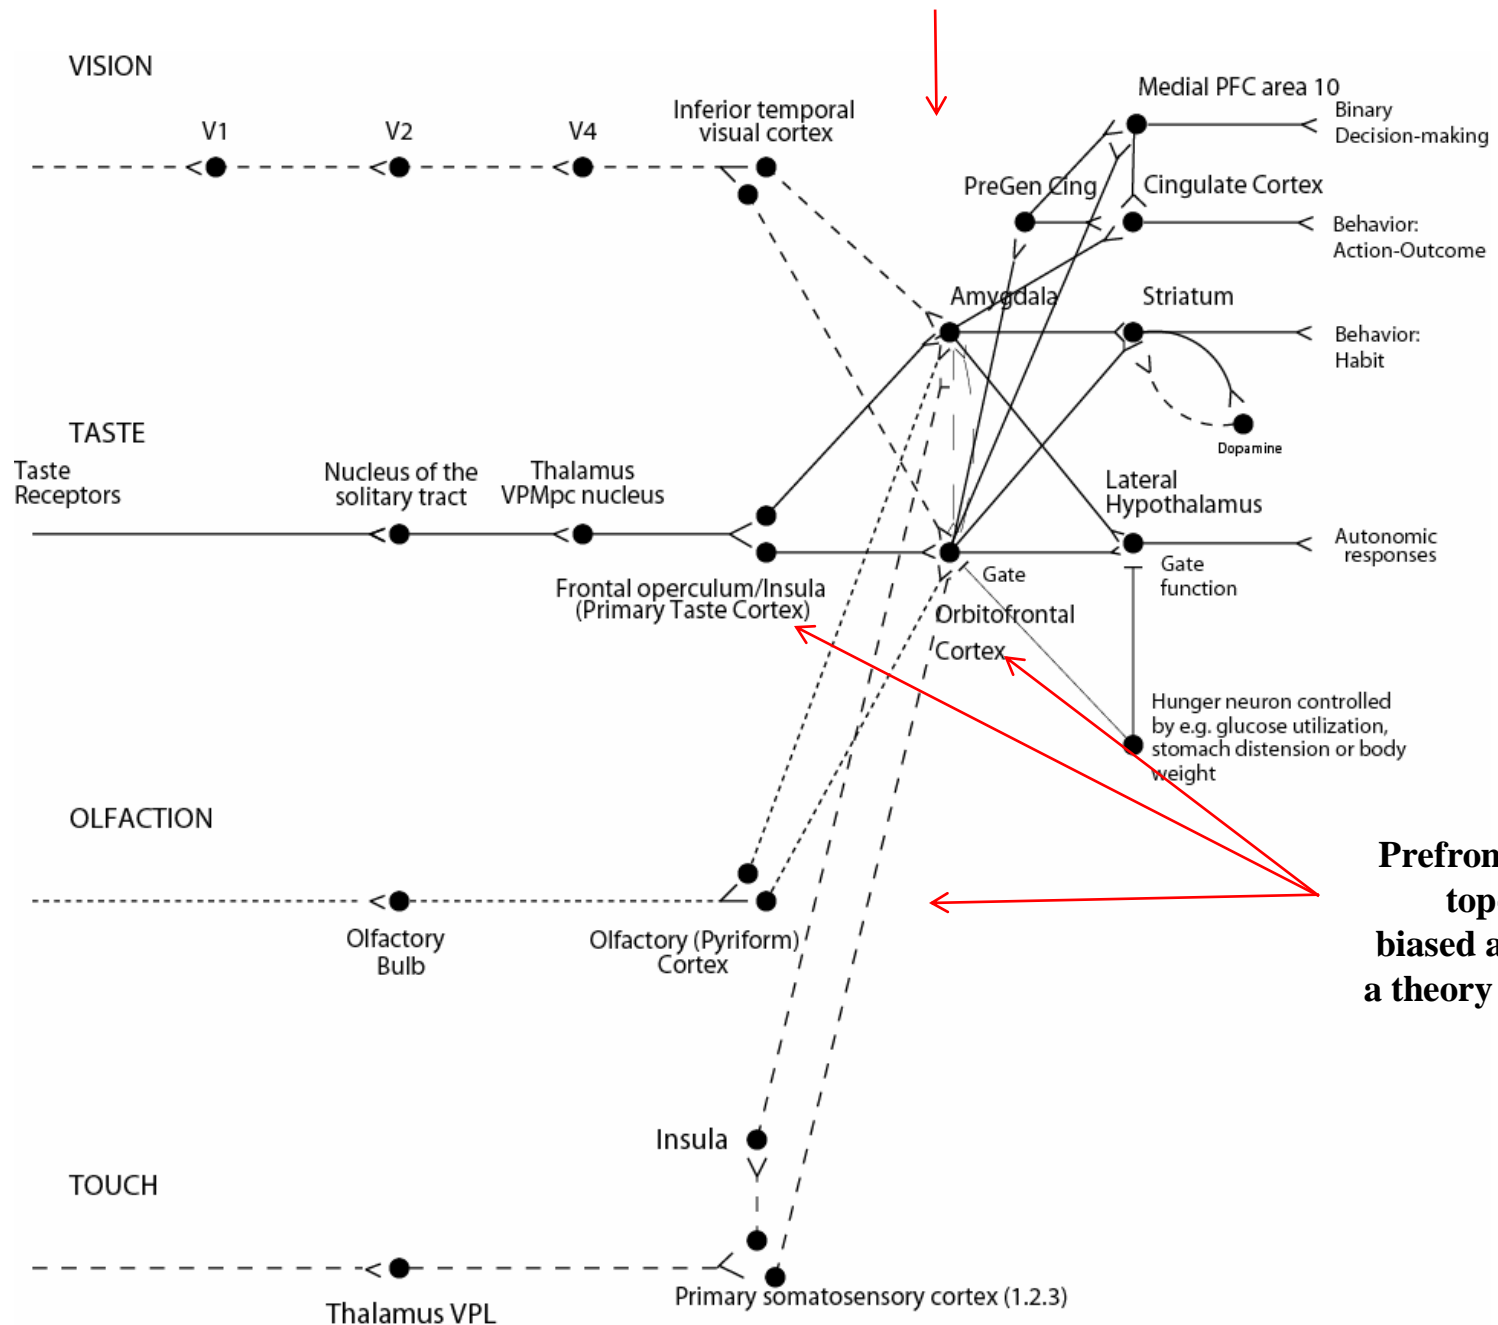 VISION
V1
V2
V4
Inferior temporal
visual cortex
Medial PFC area 10
Binary
Decision-making
PreGen Cing
Cingulate Cortex
Behavior:
Action-Outcome
Amygdala
Striatum
Behavior:
Habit
Dopamine
TASTE
Taste
Receptors
Nucleus of the
solitary tract
Thalamus
VPMpc nucleus
Frontal operculum/Insula
(Primary Taste Cortex)
Lateral
Hypothalamus
Autonomic
responses
Gate
Gate
function
Orbitofrontal
Cortex
Hunger neuron controlled
by e.g. glucose utilization,
stomach distension or body
weight
OLFACTION
Olfactory
Bulb
Olfactory (Pyriform)
Cortex
Prefron
top
biased a
a theory
Insula
TOUCH
Thalamus VPL
Primary somatosensory cortex (1.2.3)